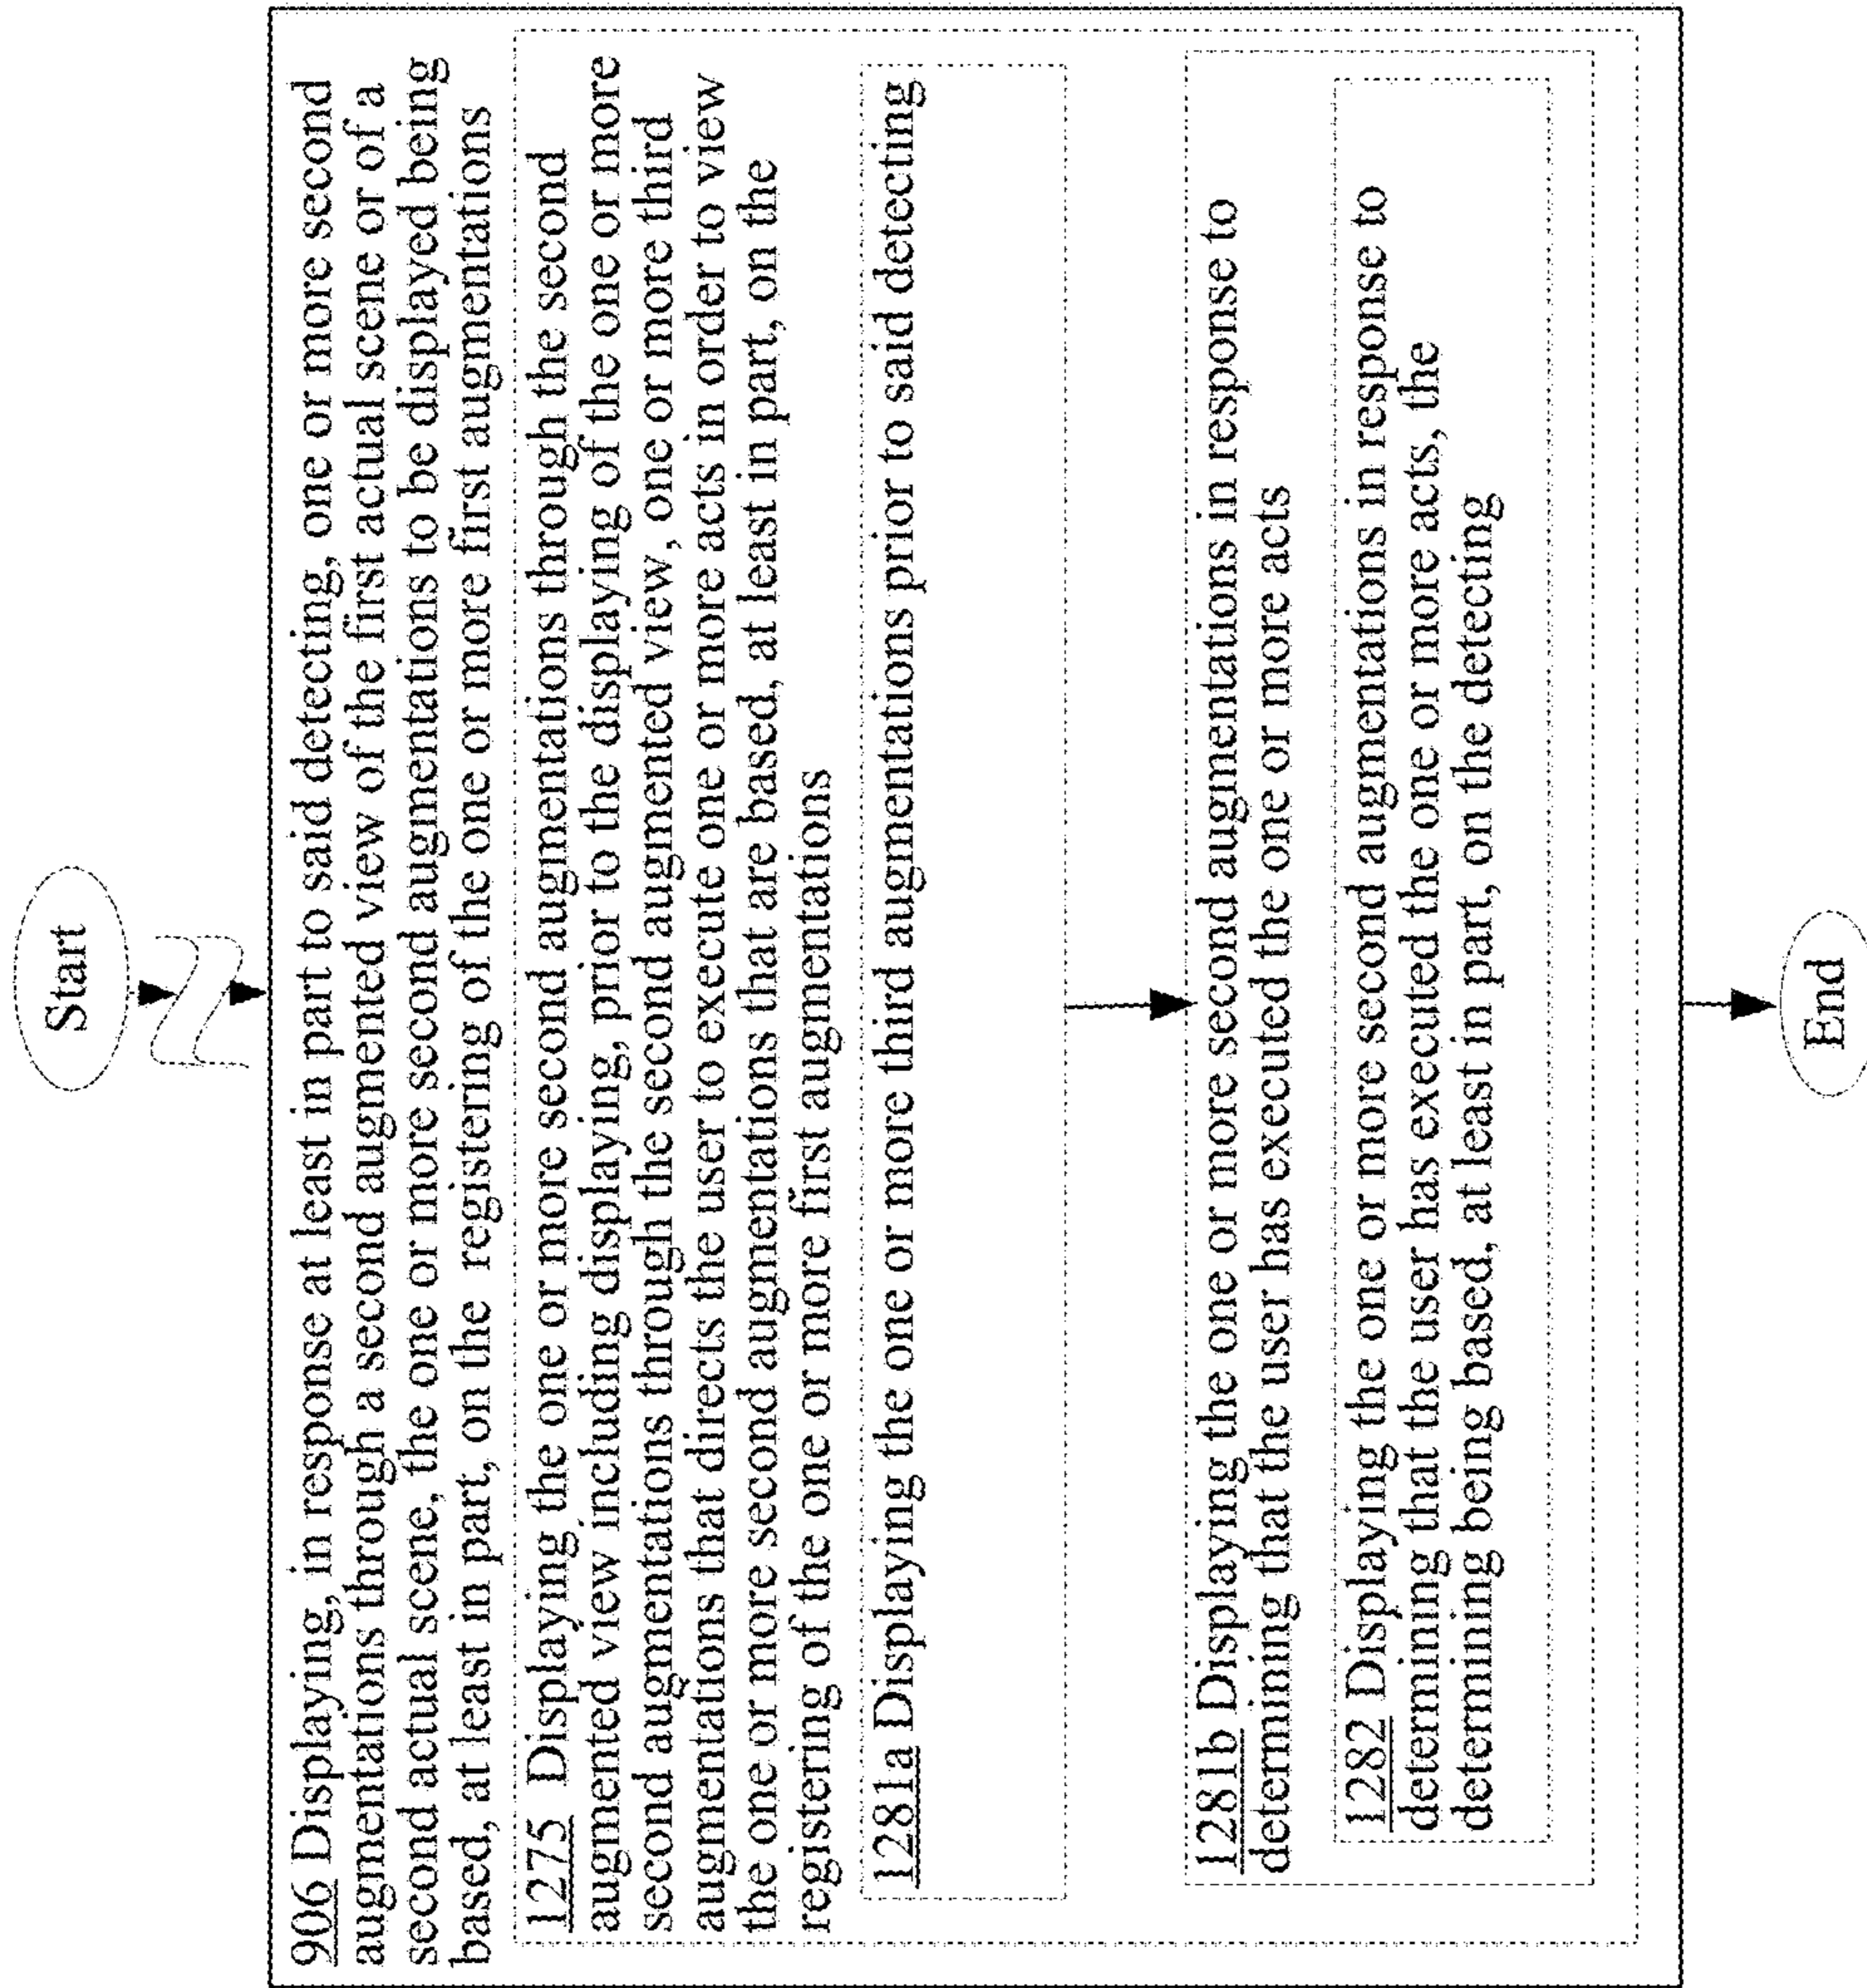 Start
906 Displaying, in response at least in part to said detecting, one or more second
augmentations through a second augmented view of the first actual scene or of a
second actual scene, the one or more second augmentations to be displayed being
based, at least in part, on the registering of the one or more first augmentations
1275 Displaying the one or more second augmentations through the second
augmented view including displaying, prior to the displaying of the one or more
second augmentations through the second augmented view, one or more third
augmentations that directs the user to execute one or more acts in order to view
the one or more second augmentations that are based, at least in part, on the
registering of the one or more first augmentations
1281a Displaying the one or more third augmentations prior to said detecting
1281b Displaying the one or more second augmentations in response to
determining that the user has executed the one or more acts
1282 Displaying the one or more second augmentations in response to
determining that the user has executed the one or more acts, the
determining being based, at least in part, on the detecting
End